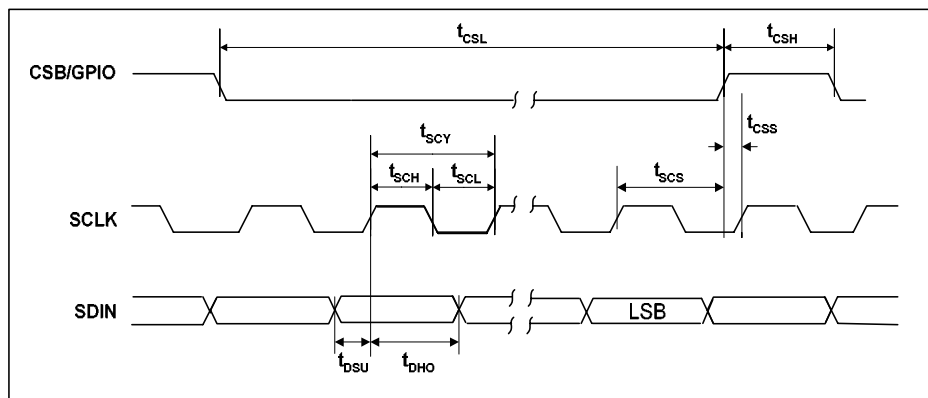 tCSL
tCSH
CSB/GPIO
tCSS
tSCY
tSCH
tSCL
tSCS
SCLK
SDIN
LSB
tDSU
tDHO